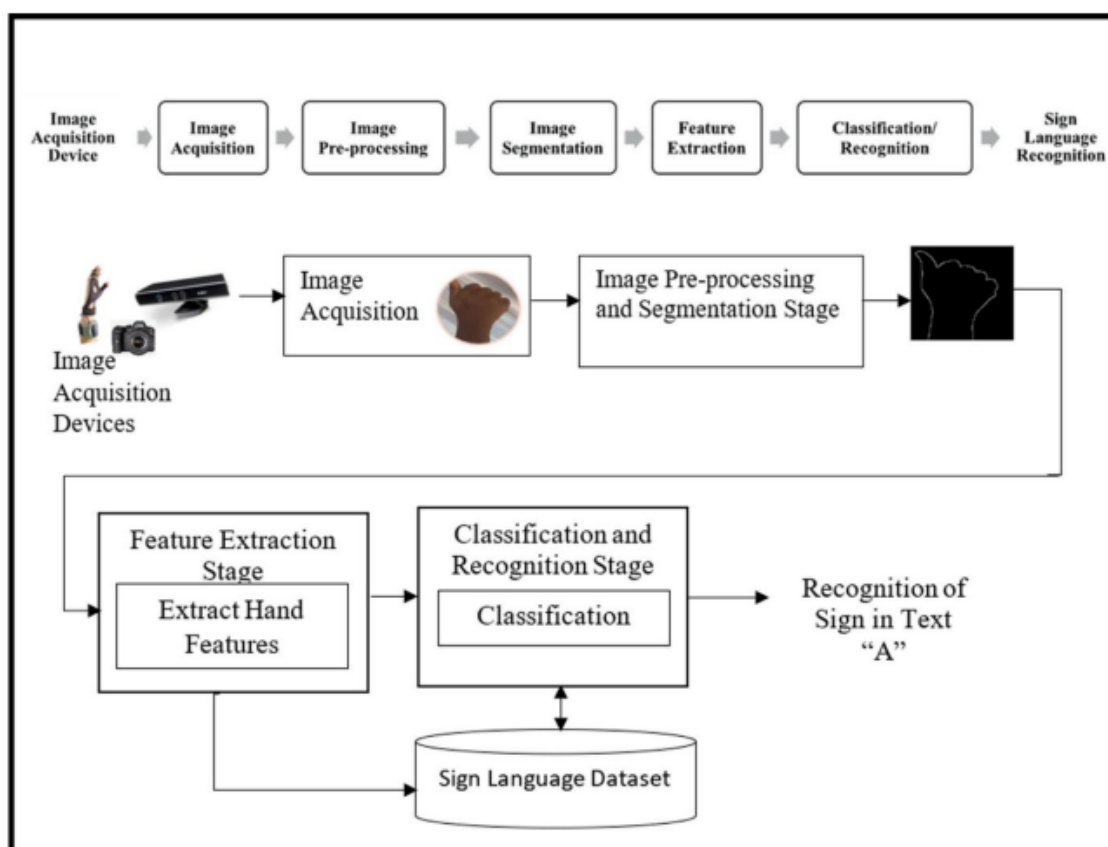 Image
Acquisition
Device
Image
Acquisition
Image
Pre-processing
Image
Segmentation
Feature
Extraction
Classification/
Recognition
Sign
Language
Recognition
Image
Acquisition
Devices
Image
Acquisition
Image Pre-processing
and Segmentation Stage
Feature Extraction
Stage
Extract Hand
Features
Classification and
Recognition Stage
Classification
Recognition of
Sign in Text
“A”
Sign Language Dataset